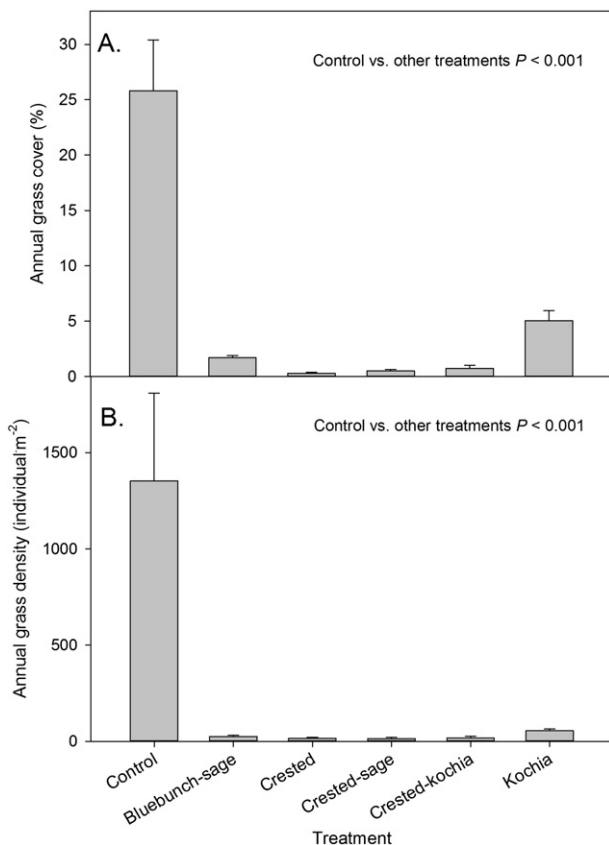 A.
Control vs. other treatments P < 0.001
Annual grass cover (%)
30
25
20
15
10
5
0
B.
Control vs. other treatments P < 0.001
Annual grass density (individual·m-2)
1500
1000
500
0
Control
Bluebunch-sage
Crested
Crested-sage
Crested-kochia
Kochia
Treatment